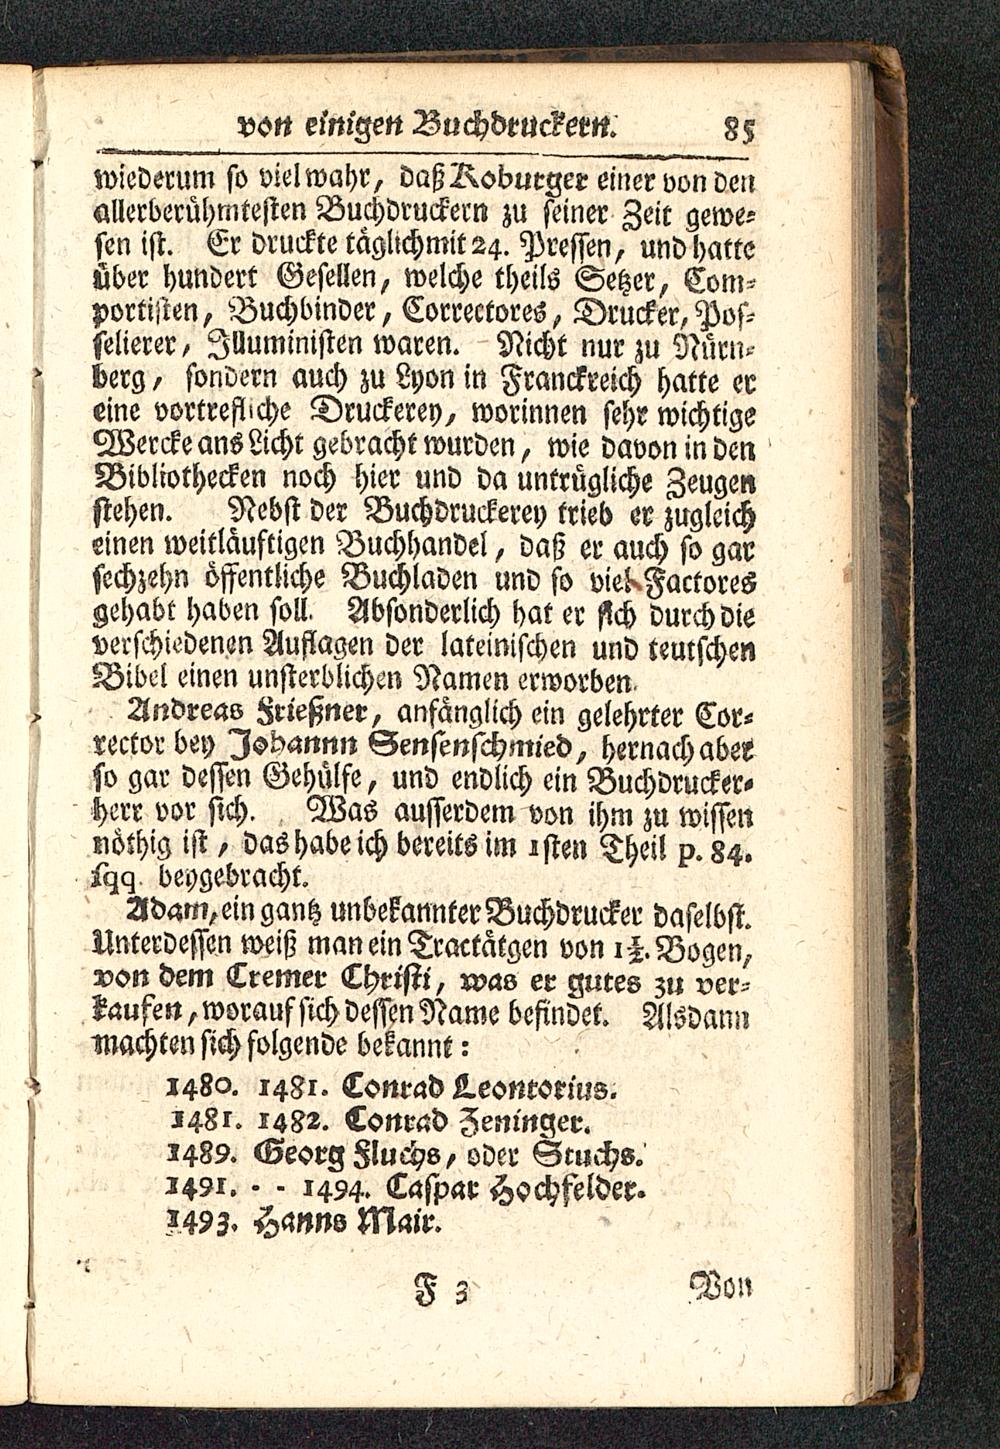 von einigen Buchdruckern. 85
wiederum so viel wahr, daß Koburger einer von den
allerberühmtesten Buchdruckern zu seiner Zeit gewe-
sen ist. Er druckte täglich mit 24. Pressen, und hatte
über hundert Gesellen, welche theils Setzer, Com-
portisten, Buchbinder, Correctores, Drucker, Pos-
selierer, Illuministen waren. Nicht nur zu Nürn-
berg, sondern auch zu Lyon in Franckreich hatte er
eine vortrefliche Druckerey, worinnen sehr wichtige
Wercke ans Licht gebracht wurden, wie davon in den
Bibliothecken noch hier und da untrügliche Zeugen
stehen. Nebst der Buchdruckerey trieb er zugleich
einen weitläuftigen Buchhandel, daß er auch so gar
sechzehn öffentliche Buchladen und so viel Factores
gehabt haben soll. Absonderlich hat er sich durch die
verschiedenen Auflagen der lateinischen und teutschen
Bibel einen unsterblichen Namen erworben.
Andreas Frießner, anfänglich ein gelehrter Cor-
rector bey Johannn Sensenschmied, hernach aber
so gar dessen Gehülfe, und endlich ein Buchdrucker-
herr vor sich. Was ausserdem von ihm zu wissen
nöthig ist, das habe ich bereits im 1sten Theil p. 84.
sqq. beygebracht.
Adam, ein gantz unbekannter Buchdrucker daselbst.
Unterdessen weiß man ein Tractätgen von 1½. Bogen,
von dem Cremer Christi, was er gutes zu ver-
kaufen, worauf sich dessen Name befindet. Alsdann
machten sich folgende bekannt:
1480. 1481. Conrad Leontorius.
1481. 1482. Conrad Zeninger.
1489. Georg Fluchs, oder Stuchs.
1491. - - 1494. Caspar Hochfelder.
1493. Hanns Mair.
F 3 Von